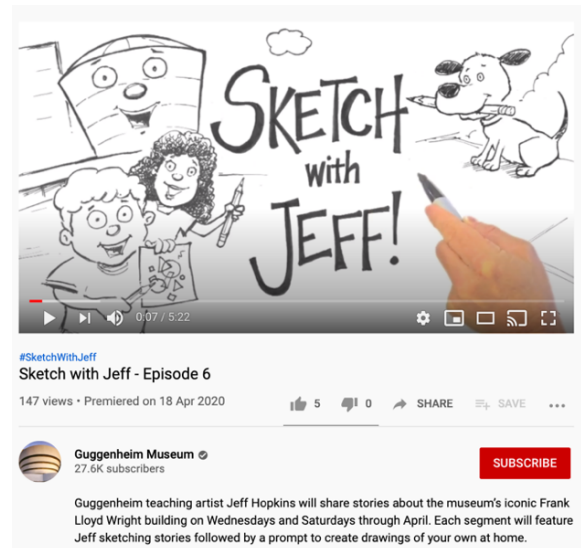 SKETCH
with
JEFF!
0:07 / 5:22
#SketchWithJeff
Sketch with Jeff - Episode 6
147 views • Premiered on 18 Apr 2020
5
0
SHARE
SAVE
Guggenheim Museum
27.6K subscribers
SUBSCRIBE
Guggenheim teaching artist Jeff Hopkins will share stories about the museum's iconic Frank
Lloyd Wright building on Wednesdays and Saturdays through April. Each segment will feature
Jeff sketching stories followed by a prompt to create drawings of your own at home.